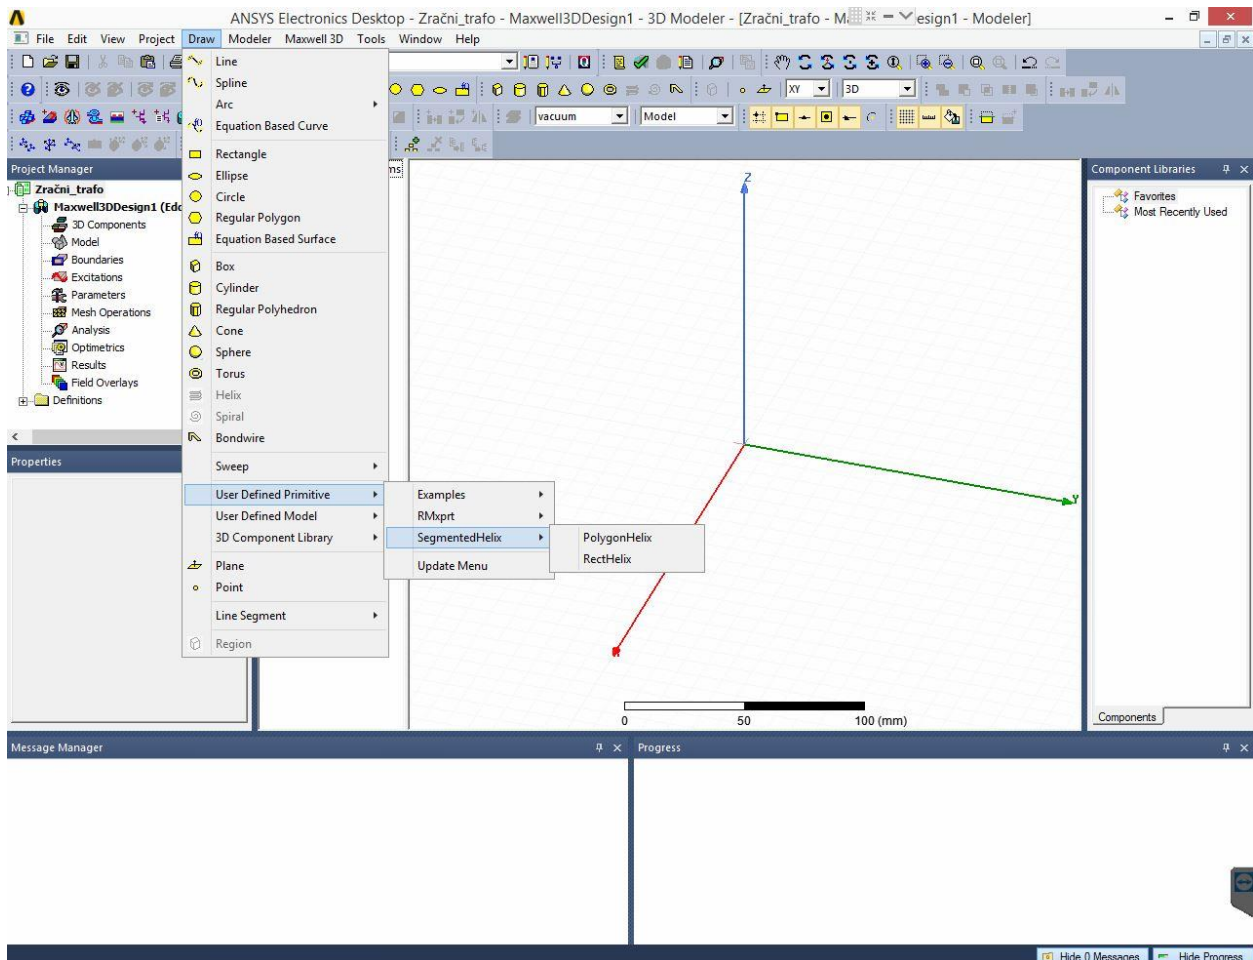 ANSYS Electronics Desktop - Zračni_trafo - Maxwell3DDesign1 - 3D Modeler - [Zračni_trafo - M esign1 - Modeler]
File Edit View Project Draw Modeler Maxwell 3D Tools Window Help
XY 3D
vacuum Model
Line
Spline
Arc
Equation Based Curve
Rectangle
Ellipse
Circle
Regular Polygon
Equation Based Surface
Box
Cylinder
Regular Polyhedron
Cone
Sphere
Torus
Helix
Spiral
Bondwire
Sweep
User Defined Primitive
User Defined Model
3D Component Library
Plane
Point
Line Segment
Region
Examples
RMxprt
SegmentedHelix
Update Menu
PolygonHelix
RectHelix
Project Manager
Zračni_trafo
Maxwell3DDesign1 (Edd
3D Components
Model
Boundaries
Excitations
Parameters
Mesh Operations
Analysis
Optimetrics
Results
Field Overlays
Definitions
Properties
ms
Z
Y
0 50 100 (mm)
Component Libraries
Favorites
Most Recently Used
Components
Message Manager
Progress
Hide 0 Messages Hide Progress